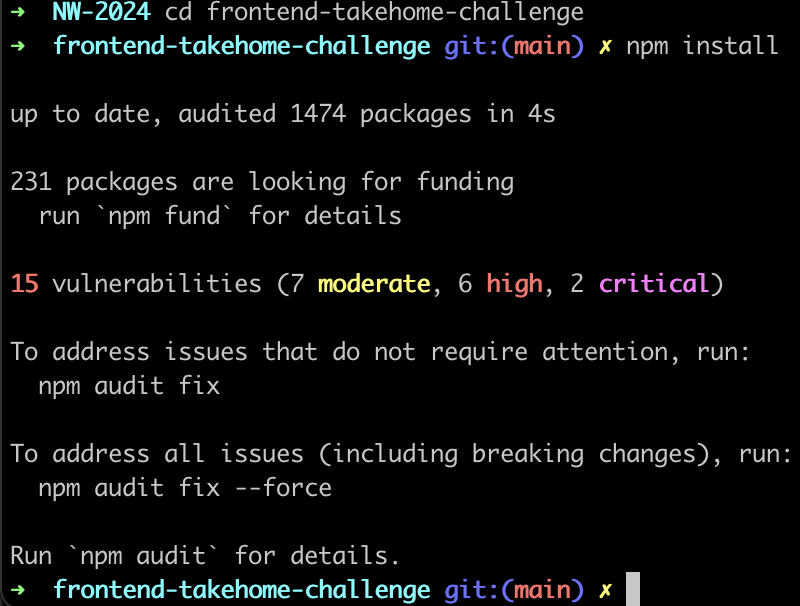 ➜  NW-2024 cd frontend-takehome-challenge
➜  frontend-takehome-challenge git:(main) ✗ npm install
up to date, audited 1474 packages in 4s
231 packages are looking for funding
  run `npm fund` for details
15 vulnerabilities (7 moderate, 6 high, 2 critical)
To address issues that do not require attention, run:
  npm audit fix
To address all issues (including breaking changes), run:
  npm audit fix --force
Run `npm audit` for details.
➜  frontend-takehome-challenge git:(main) ✗